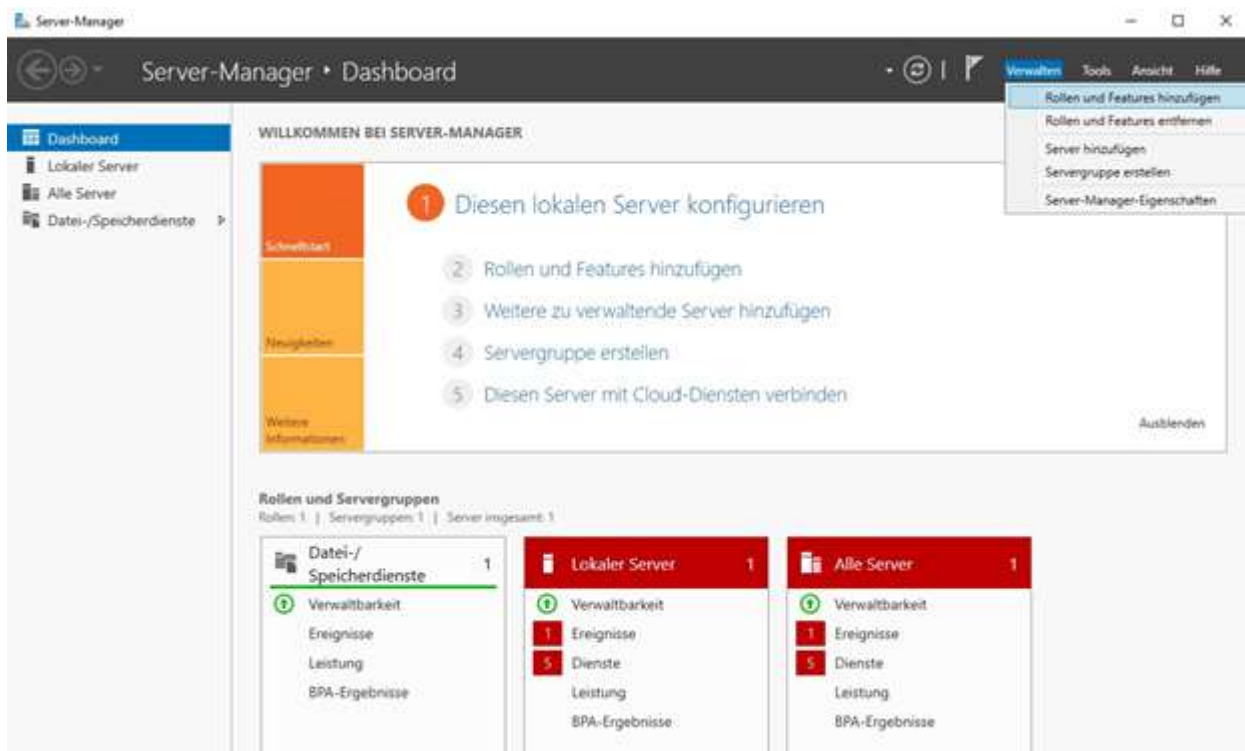 Server-Manager
Server-Manager • Dashboard
Verwalten Tools Ansicht Hilfe
Rollen und Features hinzufügen
Rollen und Features entfernen
Server hinzufügen
Servergruppe erstellen
Server-Manager-Eigenschaften
Dashboard
Lokaler Server
Alle Server
Datei-/Speicherdienste
WILLKOMMEN BEI SERVER-MANAGER
Schnellstart
Neuigkeiten
Weitere
Informationen
1 Diesen lokalen Server konfigurieren
2 Rollen und Features hinzufügen
3 Weitere zu verwaltende Server hinzufügen
4 Servergruppe erstellen
5 Diesen Server mit Cloud-Diensten verbinden
Ausblenden
Rollen und Servergruppen
Rollen: 1 | Servergruppen: 1 | Server insgesamt: 1
Datei-/
Speicherdienste 1
Verwaltbarkeit
Ereignisse
Leistung
BPA-Ergebnisse
Lokaler Server 1
Verwaltbarkeit
1 Ereignisse
5 Dienste
Leistung
BPA-Ergebnisse
Alle Server 1
Verwaltbarkeit
1 Ereignisse
5 Dienste
Leistung
BPA-Ergebnisse